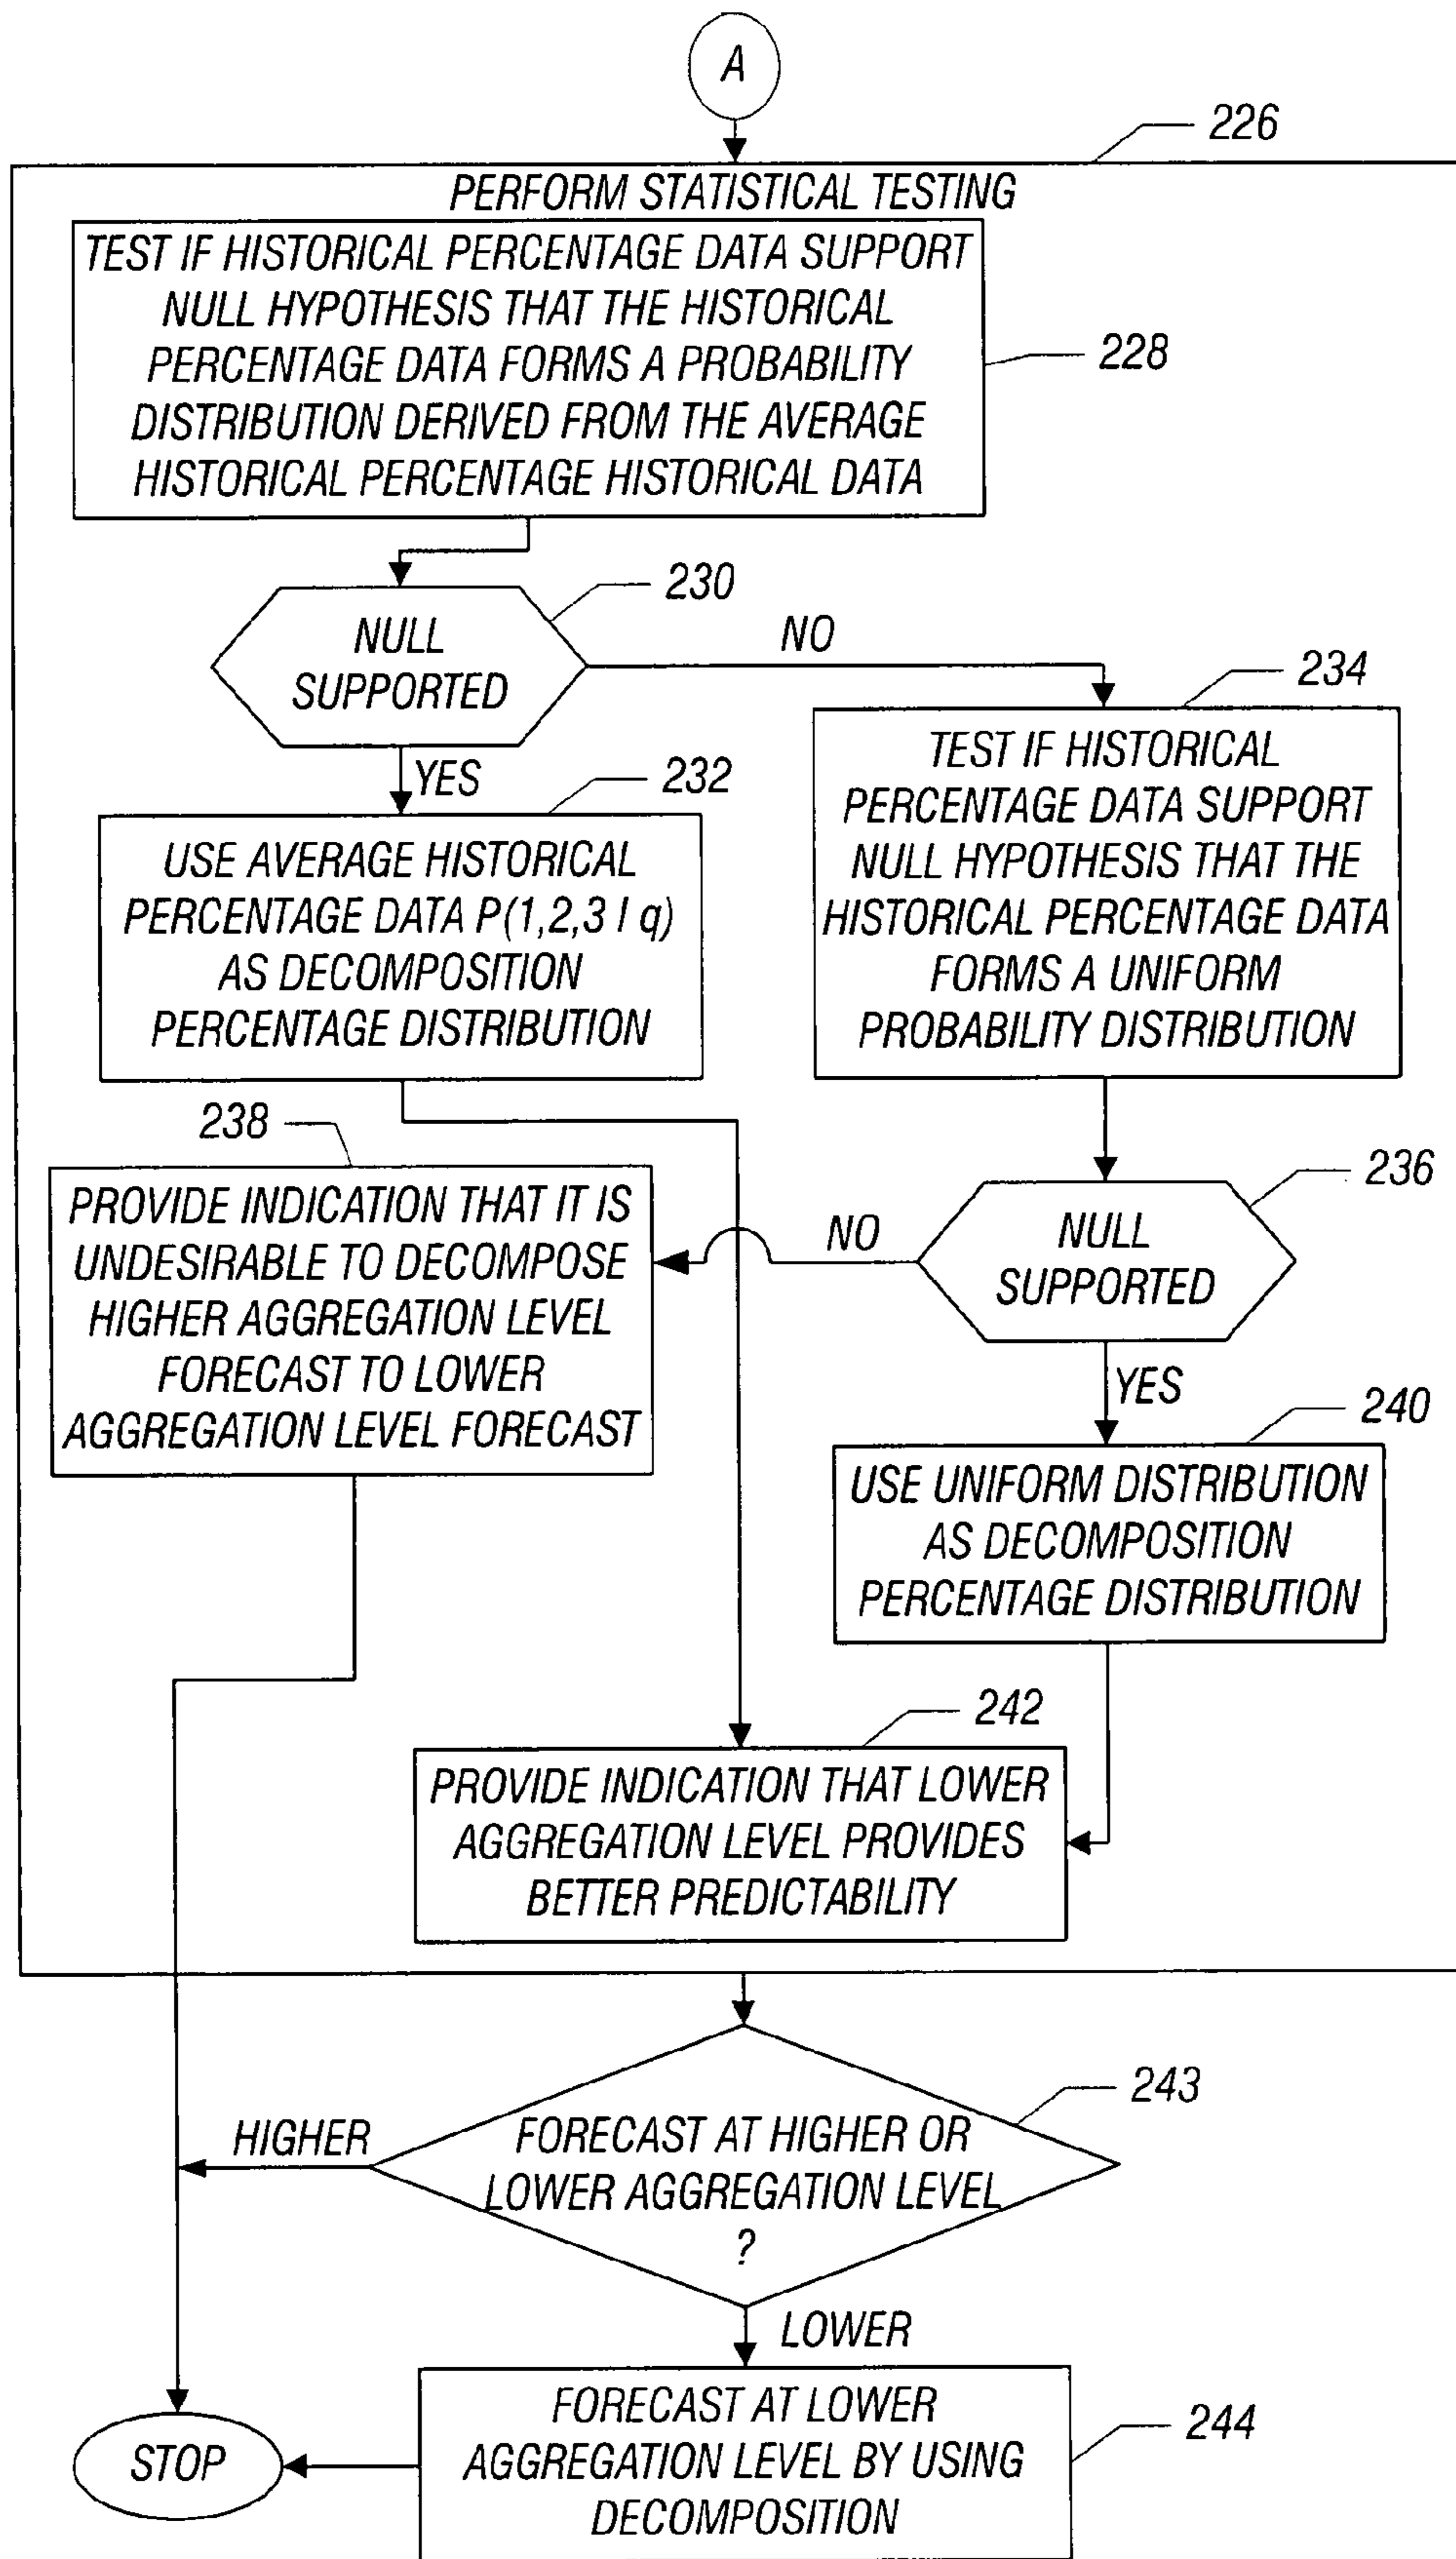 A
226
PERFORM STATISTICAL TESTING
TEST IF HISTORICAL PERCENTAGE DATA SUPPORT
NULL HYPOTHESIS THAT THE HISTORICAL
PERCENTAGE DATA FORMS A PROBABILITY
DISTRIBUTION DERIVED FROM THE AVERAGE
HISTORICAL PERCENTAGE HISTORICAL DATA
228
230
NULL
SUPPORTED
NO
YES
232
USE AVERAGE HISTORICAL
PERCENTAGE DATA P(1,2,3 I q)
AS DECOMPOSITION
PERCENTAGE DISTRIBUTION
234
TEST IF HISTORICAL
PERCENTAGE DATA SUPPORT
NULL HYPOTHESIS THAT THE
HISTORICAL PERCENTAGE DATA
FORMS A UNIFORM
PROBABILITY DISTRIBUTION
238
PROVIDE INDICATION THAT IT IS
UNDESIRABLE TO DECOMPOSE
HIGHER AGGREGATION LEVEL
FORECAST TO LOWER
AGGREGATION LEVEL FORECAST
236
NO
NULL
SUPPORTED
YES
240
USE UNIFORM DISTRIBUTION
AS DECOMPOSITION
PERCENTAGE DISTRIBUTION
242
PROVIDE INDICATION THAT LOWER
AGGREGATION LEVEL PROVIDES
BETTER PREDICTABILITY
243
HIGHER
FORECAST AT HIGHER OR
LOWER AGGREGATION LEVEL
?
LOWER
STOP
FORECAST AT LOWER
AGGREGATION LEVEL BY USING
DECOMPOSITION
244